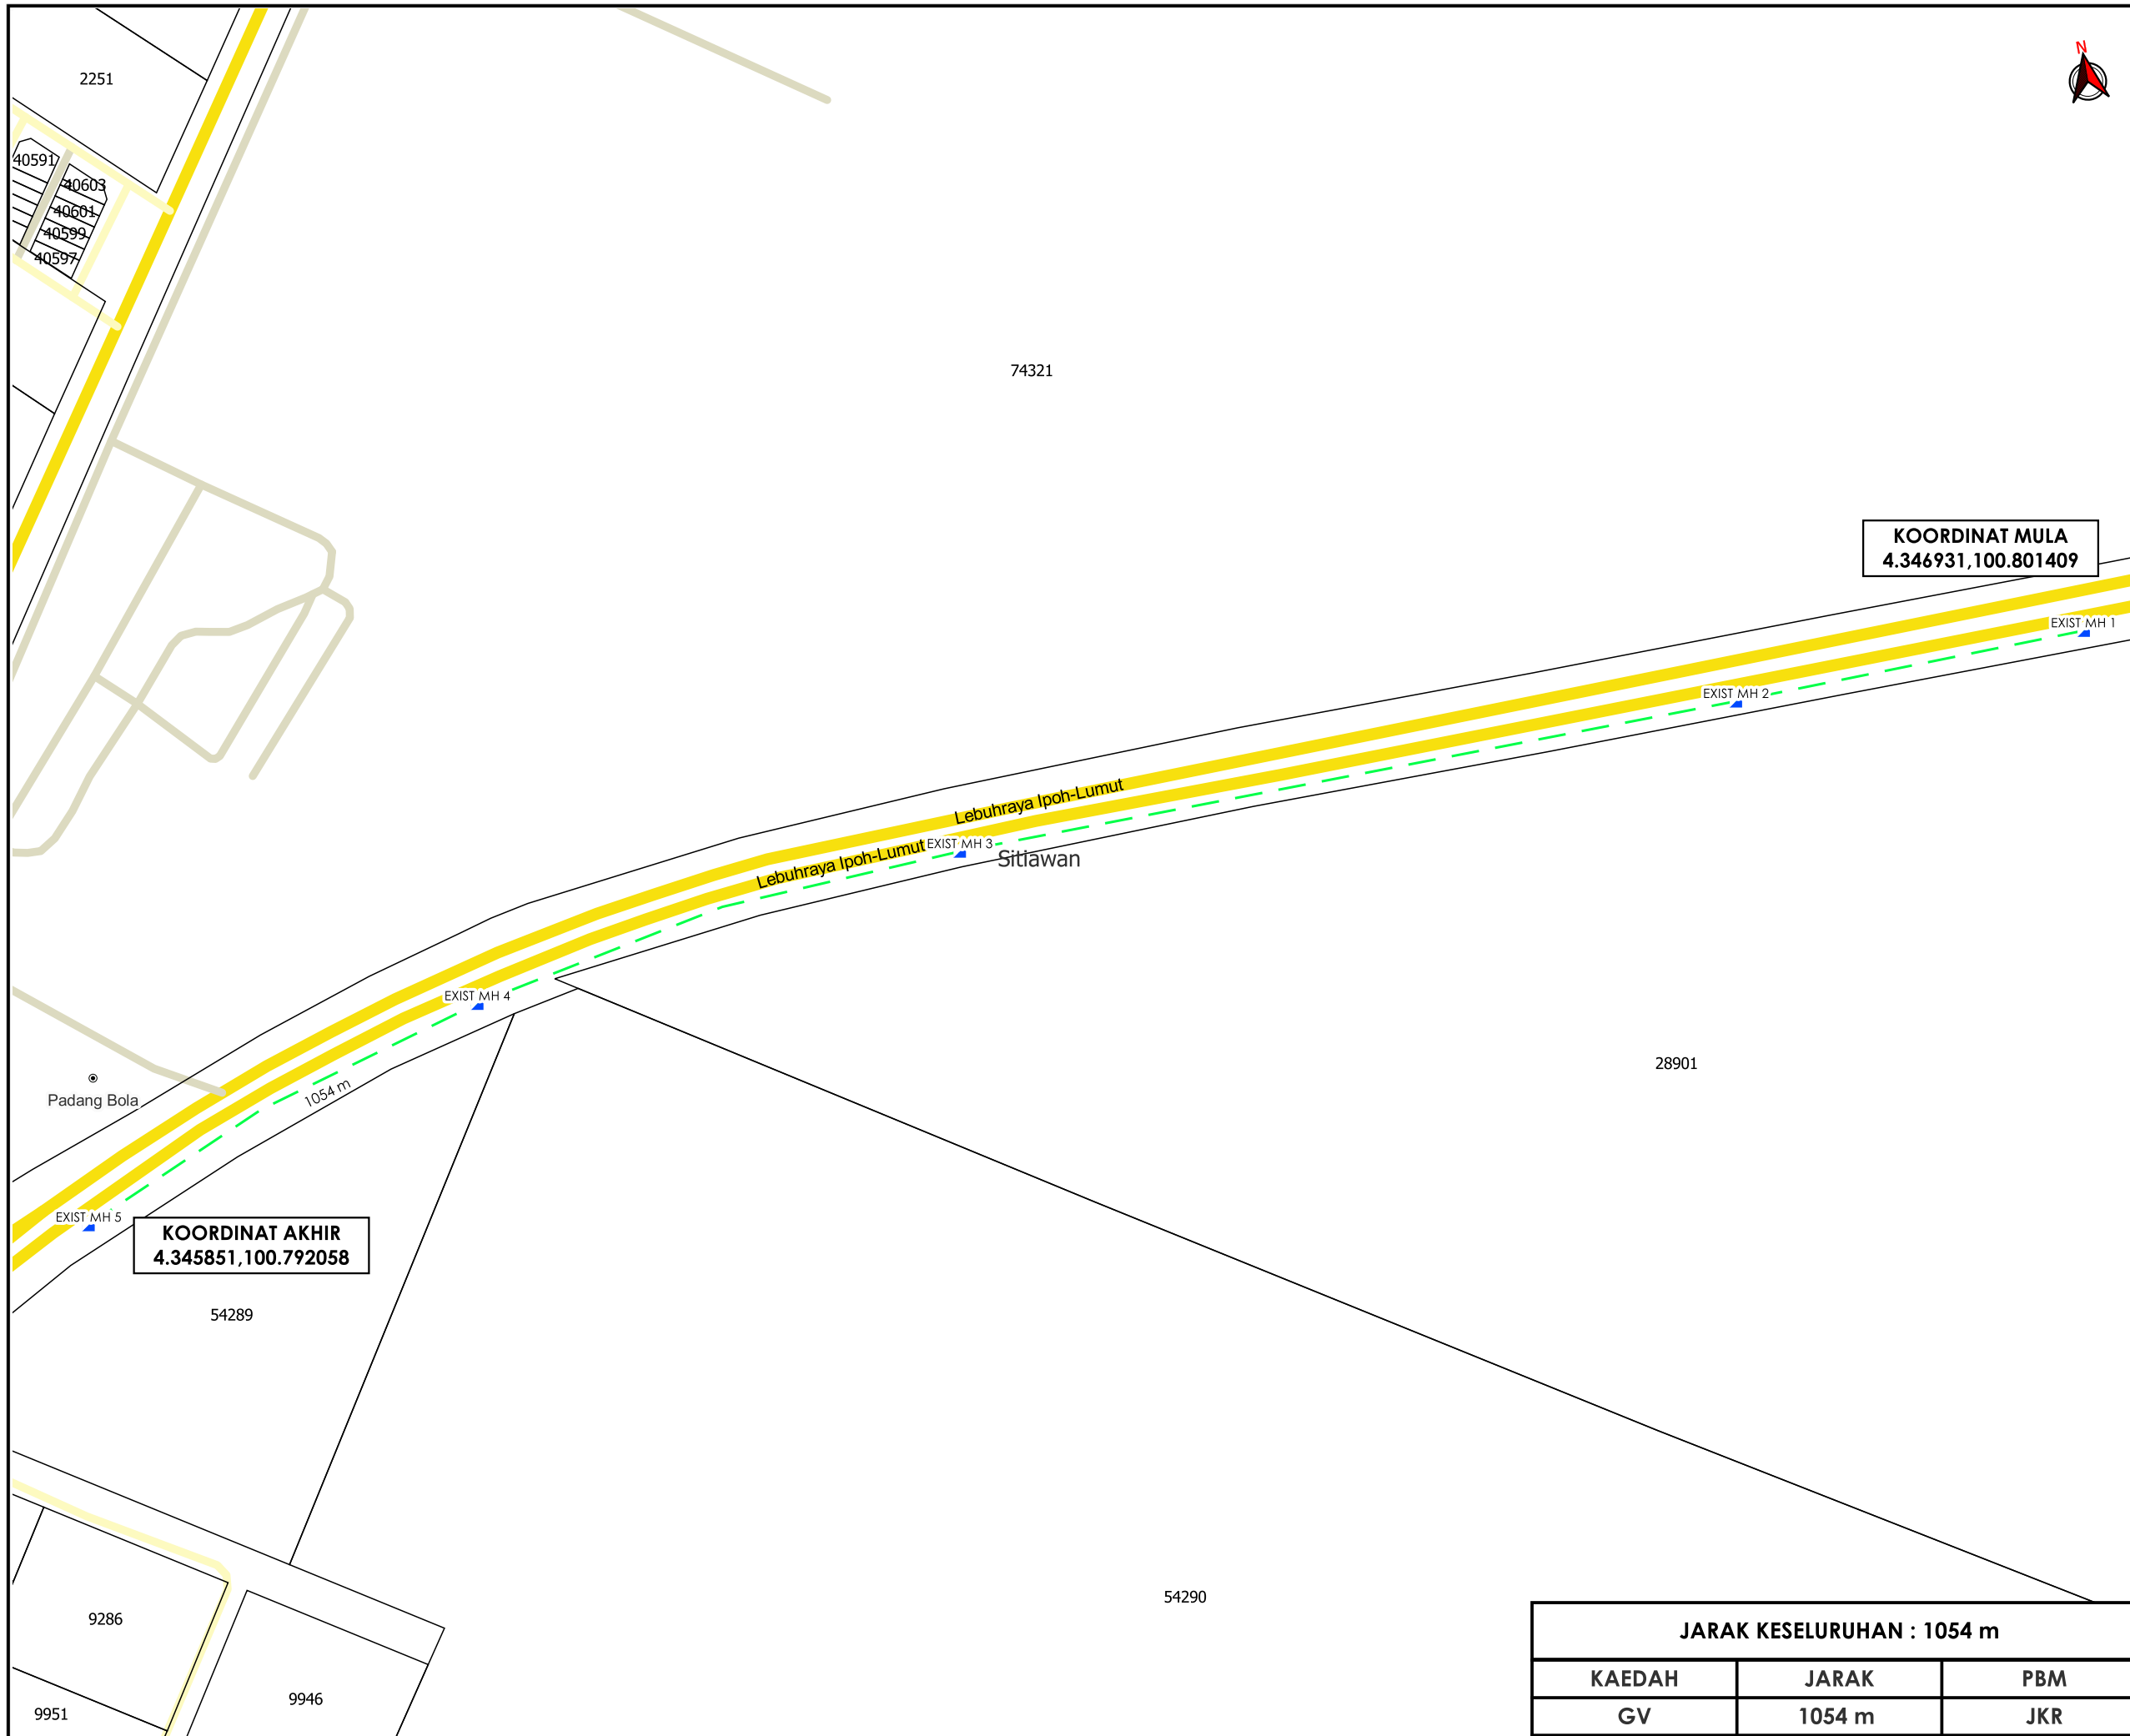 N
2251
40591
40603
40601
40599
40597
74321
KOORDINAT MULA
4.346931,100.801409
EXIST MH 1
EXIST MH 2
Lebuhraya Ipoh-Lumut
EXIST MH 3
Lebuhraya Ipoh-Lumut
Sitiawan
EXIST MH 4
28901
1054 m
Padang Bola
EXIST MH 5
KOORDINAT AKHIR
4.345851,100.792058
54289
54290
9286
9946
9951
JARAK KESELURUHAN : 1054 m
KAEDAH JARAK PBM
GV 1054 m JKR